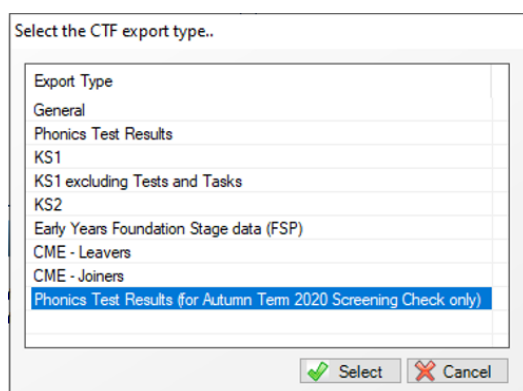 Select the CTF export type..
Export Type
General
Phonics Test Results
KS1
KS1 excluding Tests and Tasks
KS2
Early Years Foundation Stage data (FSP)
CME - Leavers
CME - Joiners
Phonics Test Results (for Autumn Term 2020 Screening Check only)
Select Cancel